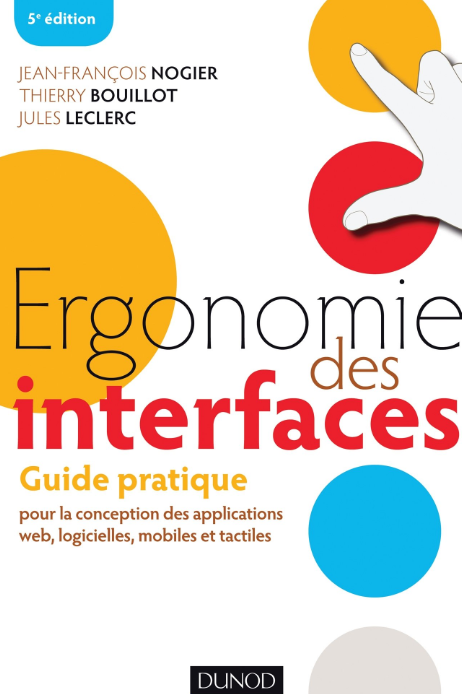 5e édition
JEAN-FRANÇOIS NOGIER
THIERRY BOUILLOT
JULES LECLERC
Ergonomie
des
interfaces
Guide pratique
pour la conception des applications
web, logicielles, mobiles et tactiles
DUNOD